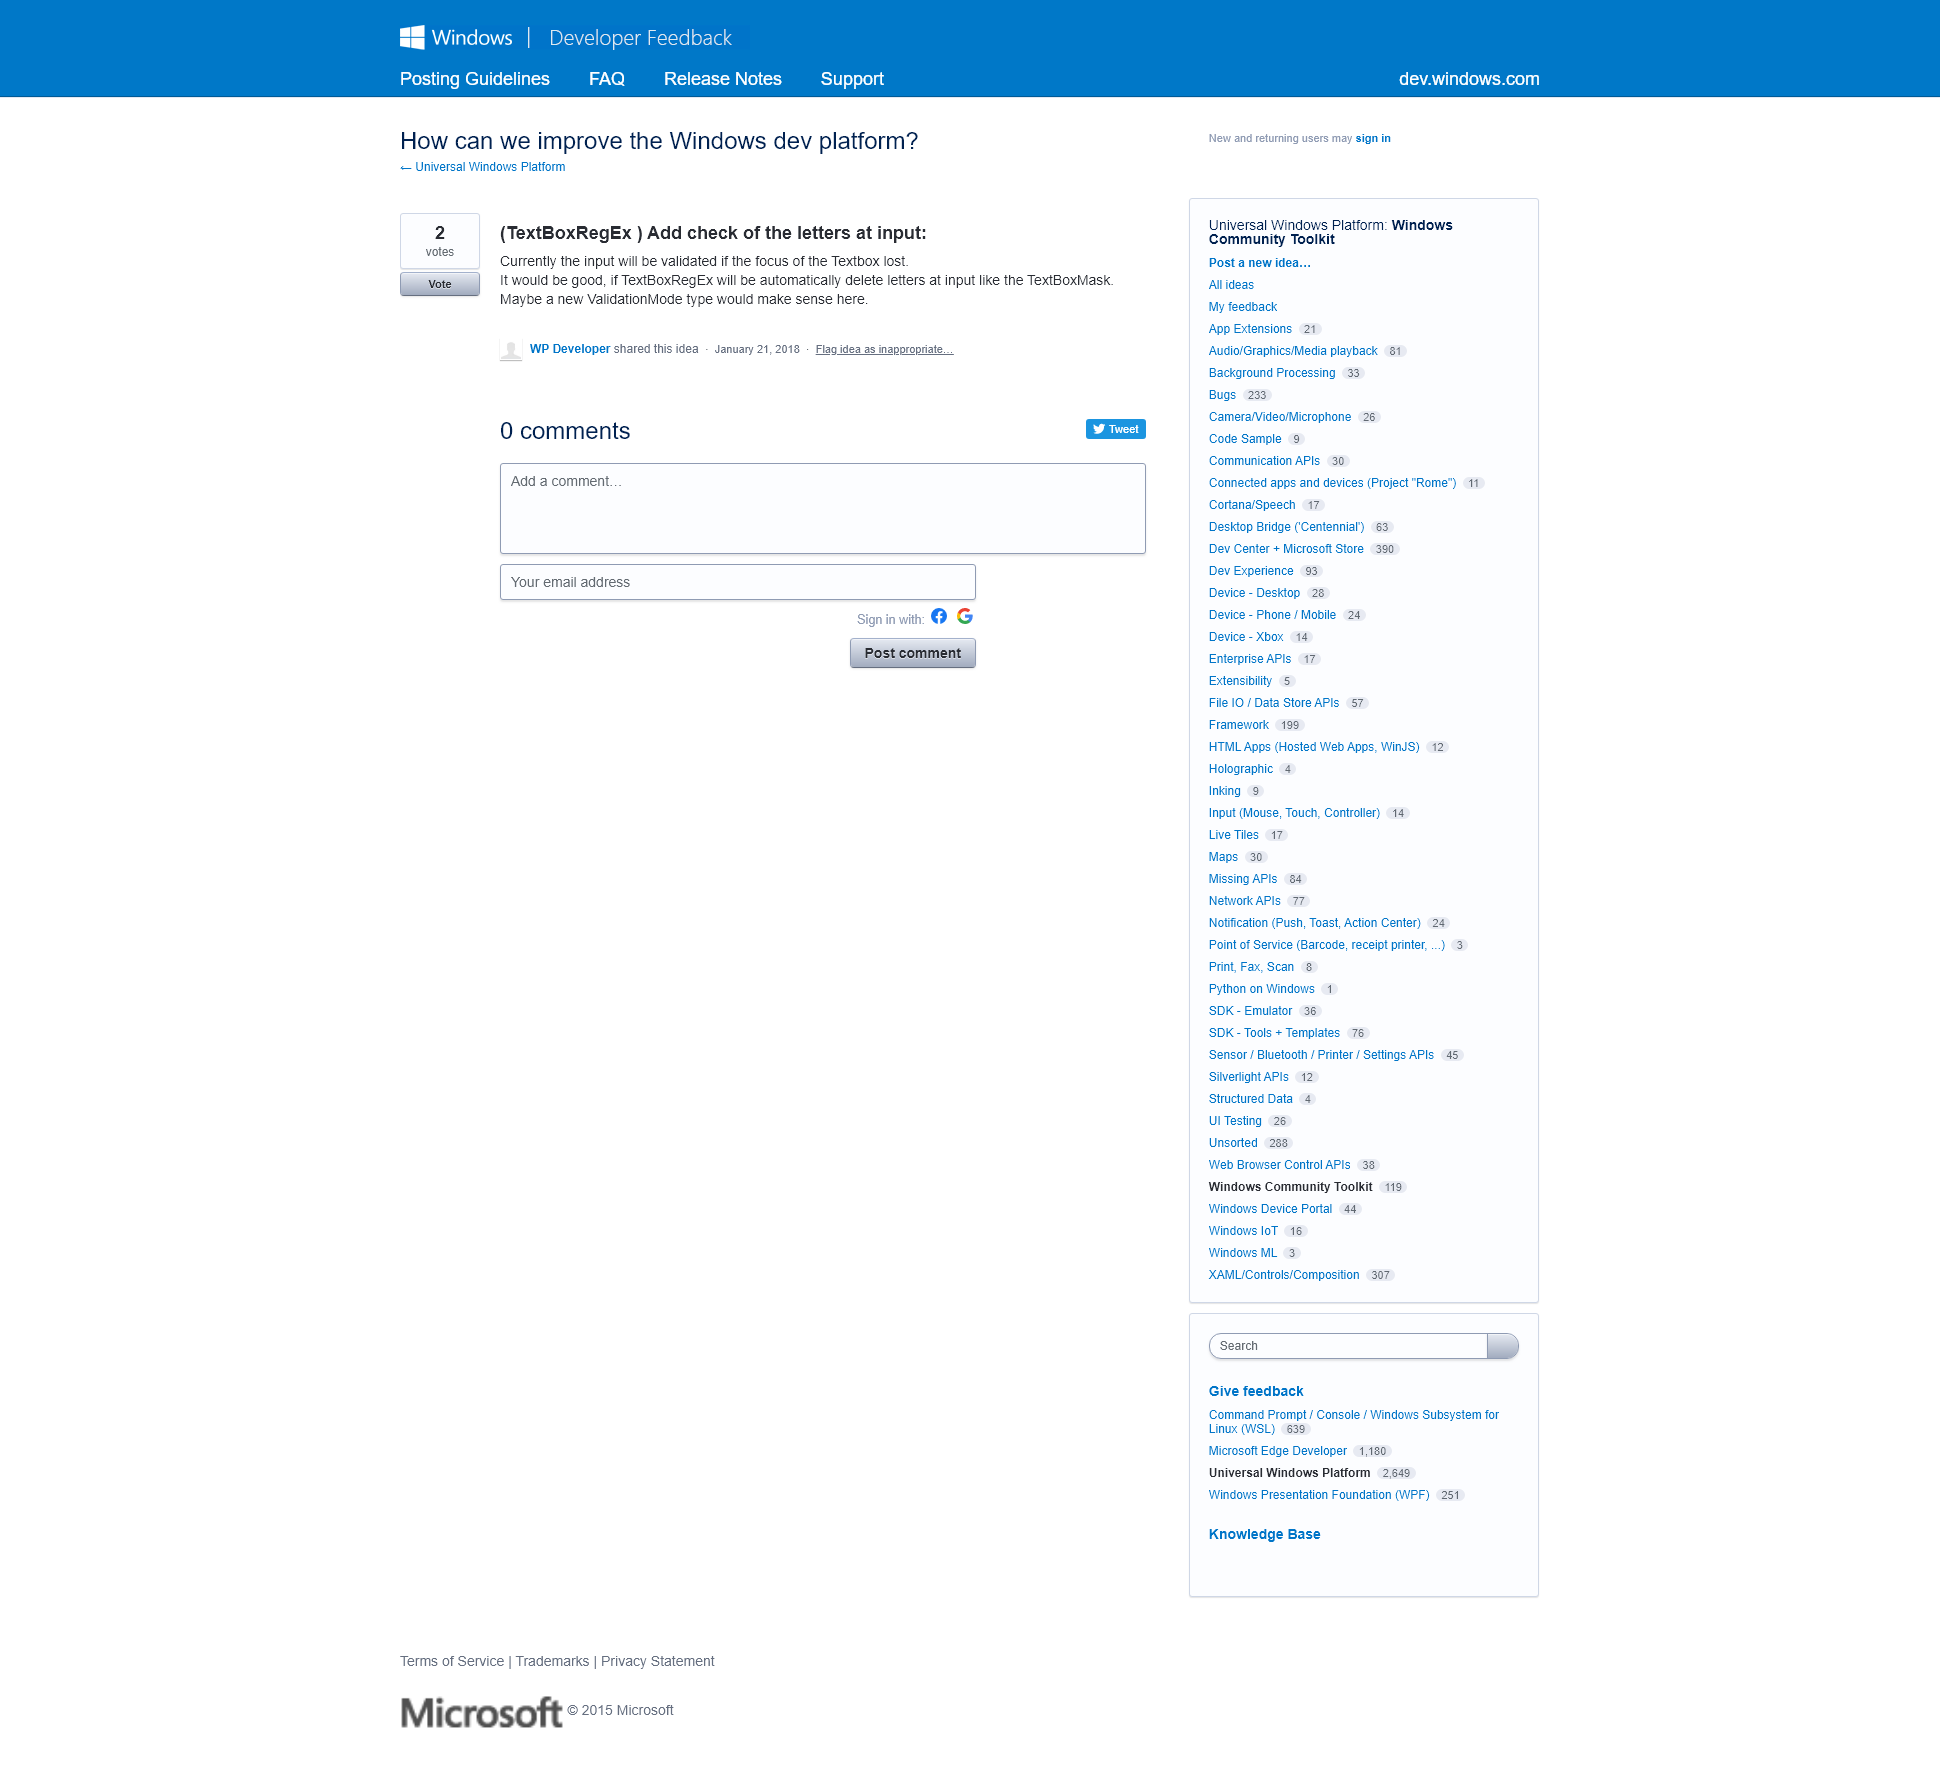 Windows | Developer Feedback
Posting Guidelines FAQ Release Notes Support dev.windows.com
How can we improve the Windows dev platform?
← Universal Windows Platform
New and returning users may sign in
2
votes
Vote
(TextBoxRegEx ) Add check of the letters at input:
Currently the input will be validated if the focus of the Textbox lost.
It would be good, if TextBoxRegEx will be automatically delete letters at input like the TextBoxMask.
Maybe a new ValidationMode type would make sense here.
WP Developer shared this idea · January 21, 2018 · Flag idea as inappropriate…
0 comments
Tweet
Add a comment…
Your email address
Sign in with:
Post comment
Universal Windows Platform: Windows
Community Toolkit
Post a new idea…
All ideas
My feedback
App Extensions 21
Audio/Graphics/Media playback 81
Background Processing 33
Bugs 233
Camera/Video/Microphone 26
Code Sample 9
Communication APIs 30
Connected apps and devices (Project "Rome") 11
Cortana/Speech 17
Desktop Bridge ('Centennial') 63
Dev Center + Microsoft Store 390
Dev Experience 93
Device - Desktop 28
Device - Phone / Mobile 24
Device - Xbox 14
Enterprise APIs 17
Extensibility 5
File IO / Data Store APIs 57
Framework 199
HTML Apps (Hosted Web Apps, WinJS) 12
Holographic 4
Inking 9
Input (Mouse, Touch, Controller) 14
Live Tiles 17
Maps 30
Missing APIs 84
Network APIs 77
Notification (Push, Toast, Action Center) 24
Point of Service (Barcode, receipt printer, ...) 3
Print, Fax, Scan 8
Python on Windows 1
SDK - Emulator 36
SDK - Tools + Templates 76
Sensor / Bluetooth / Printer / Settings APIs 45
Silverlight APIs 12
Structured Data 4
UI Testing 26
Unsorted 288
Web Browser Control APIs 38
Windows Community Toolkit 119
Windows Device Portal 44
Windows IoT 16
Windows ML 3
XAML/Controls/Composition 307
Search
Give feedback
Command Prompt / Console / Windows Subsystem for
Linux (WSL) 639
Microsoft Edge Developer 1,180
Universal Windows Platform 2,649
Windows Presentation Foundation (WPF) 251
Knowledge Base
Terms of Service | Trademarks | Privacy Statement
Microsoft © 2015 Microsoft